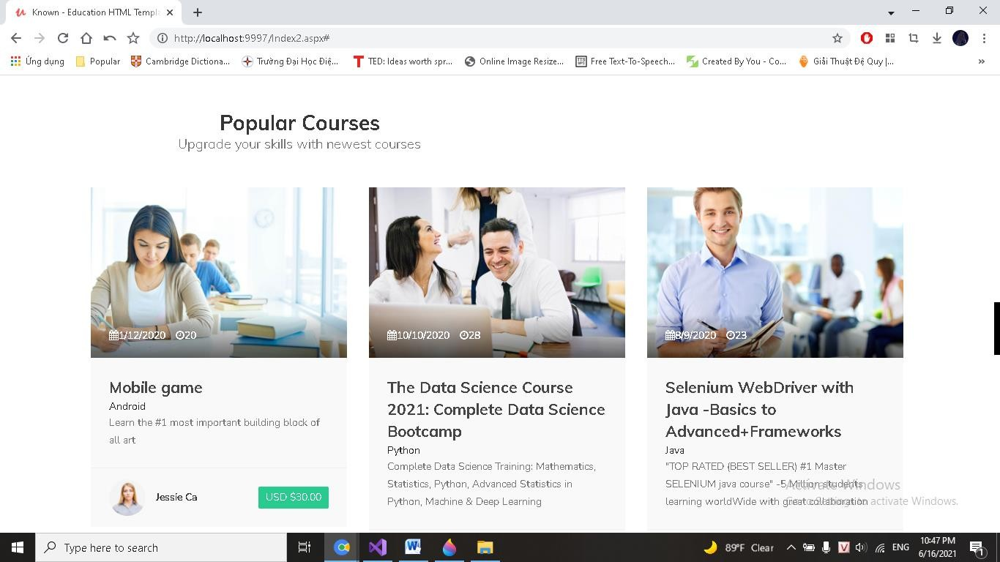 Known - Education HTML Templa
http://localhost:9997/Index2.aspx#
Ứng dụng
Popular
Cambridge Dictiona...
Trường Đại Học Điệ...
TED: Ideas worth spr...
Online Image Resize...
Free Text-To-Speech...
Created By You - Co...
Giải Thuật Đệ Quy |...
»
Popular Courses
Upgrade your skills with newest courses
1/12/2020 20
10/10/2020 28
8/9/2020 23
Mobile game
Android
Learn the #1 most important building block of
all art
Jessie Ca
USD $30.00
The Data Science Course
2021: Complete Data Science
Bootcamp
Python
Complete Data Science Training: Mathematics,
Statistics, Python, Advanced Statistics in
Python, Machine & Deep Learning
Selenium WebDriver with
Java -Basics to
Advanced+Frameworks
Java
"TOP RATED (BEST SELLER) #1 Master
SELENIUM java course" -5 Million students
learning worldWide with great collaboration
Activate Windows
Go to Settings to activate Windows.
Type here to search
89°F Clear
ENG
10:47 PM
6/16/2021
1